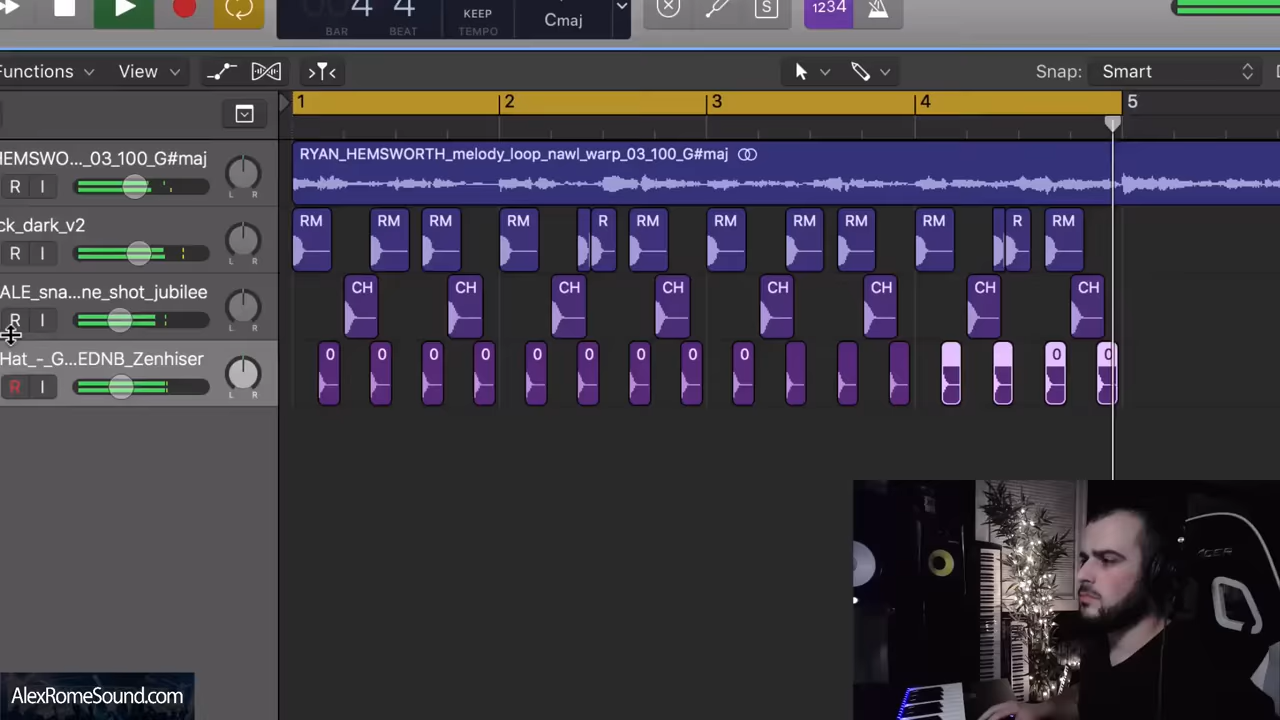 4 4
KEEP
Cmaj
1234
S
BAR
BEAT
TEMPO
Functions
View
Snap:
Smart
1
2
3
4
5
HEMSWO..._03_100_G#maj
RYAN_HEMSWORTH_melody_loop_nawl_warp_03_100_G#maj
R I
L R
ck_dark_v2
RM RM RM RM R RM RM RM RM RM R RM
R I
L R
ALE_sna...ne_shot_jubilee
CH CH CH CH CH CH CH CH
R I
L R
Hat_-_G...EDNB_Zenhiser
0 0 0 0 0 0 0 0 0 0 0
R I
L R
AlexRomeSound.com